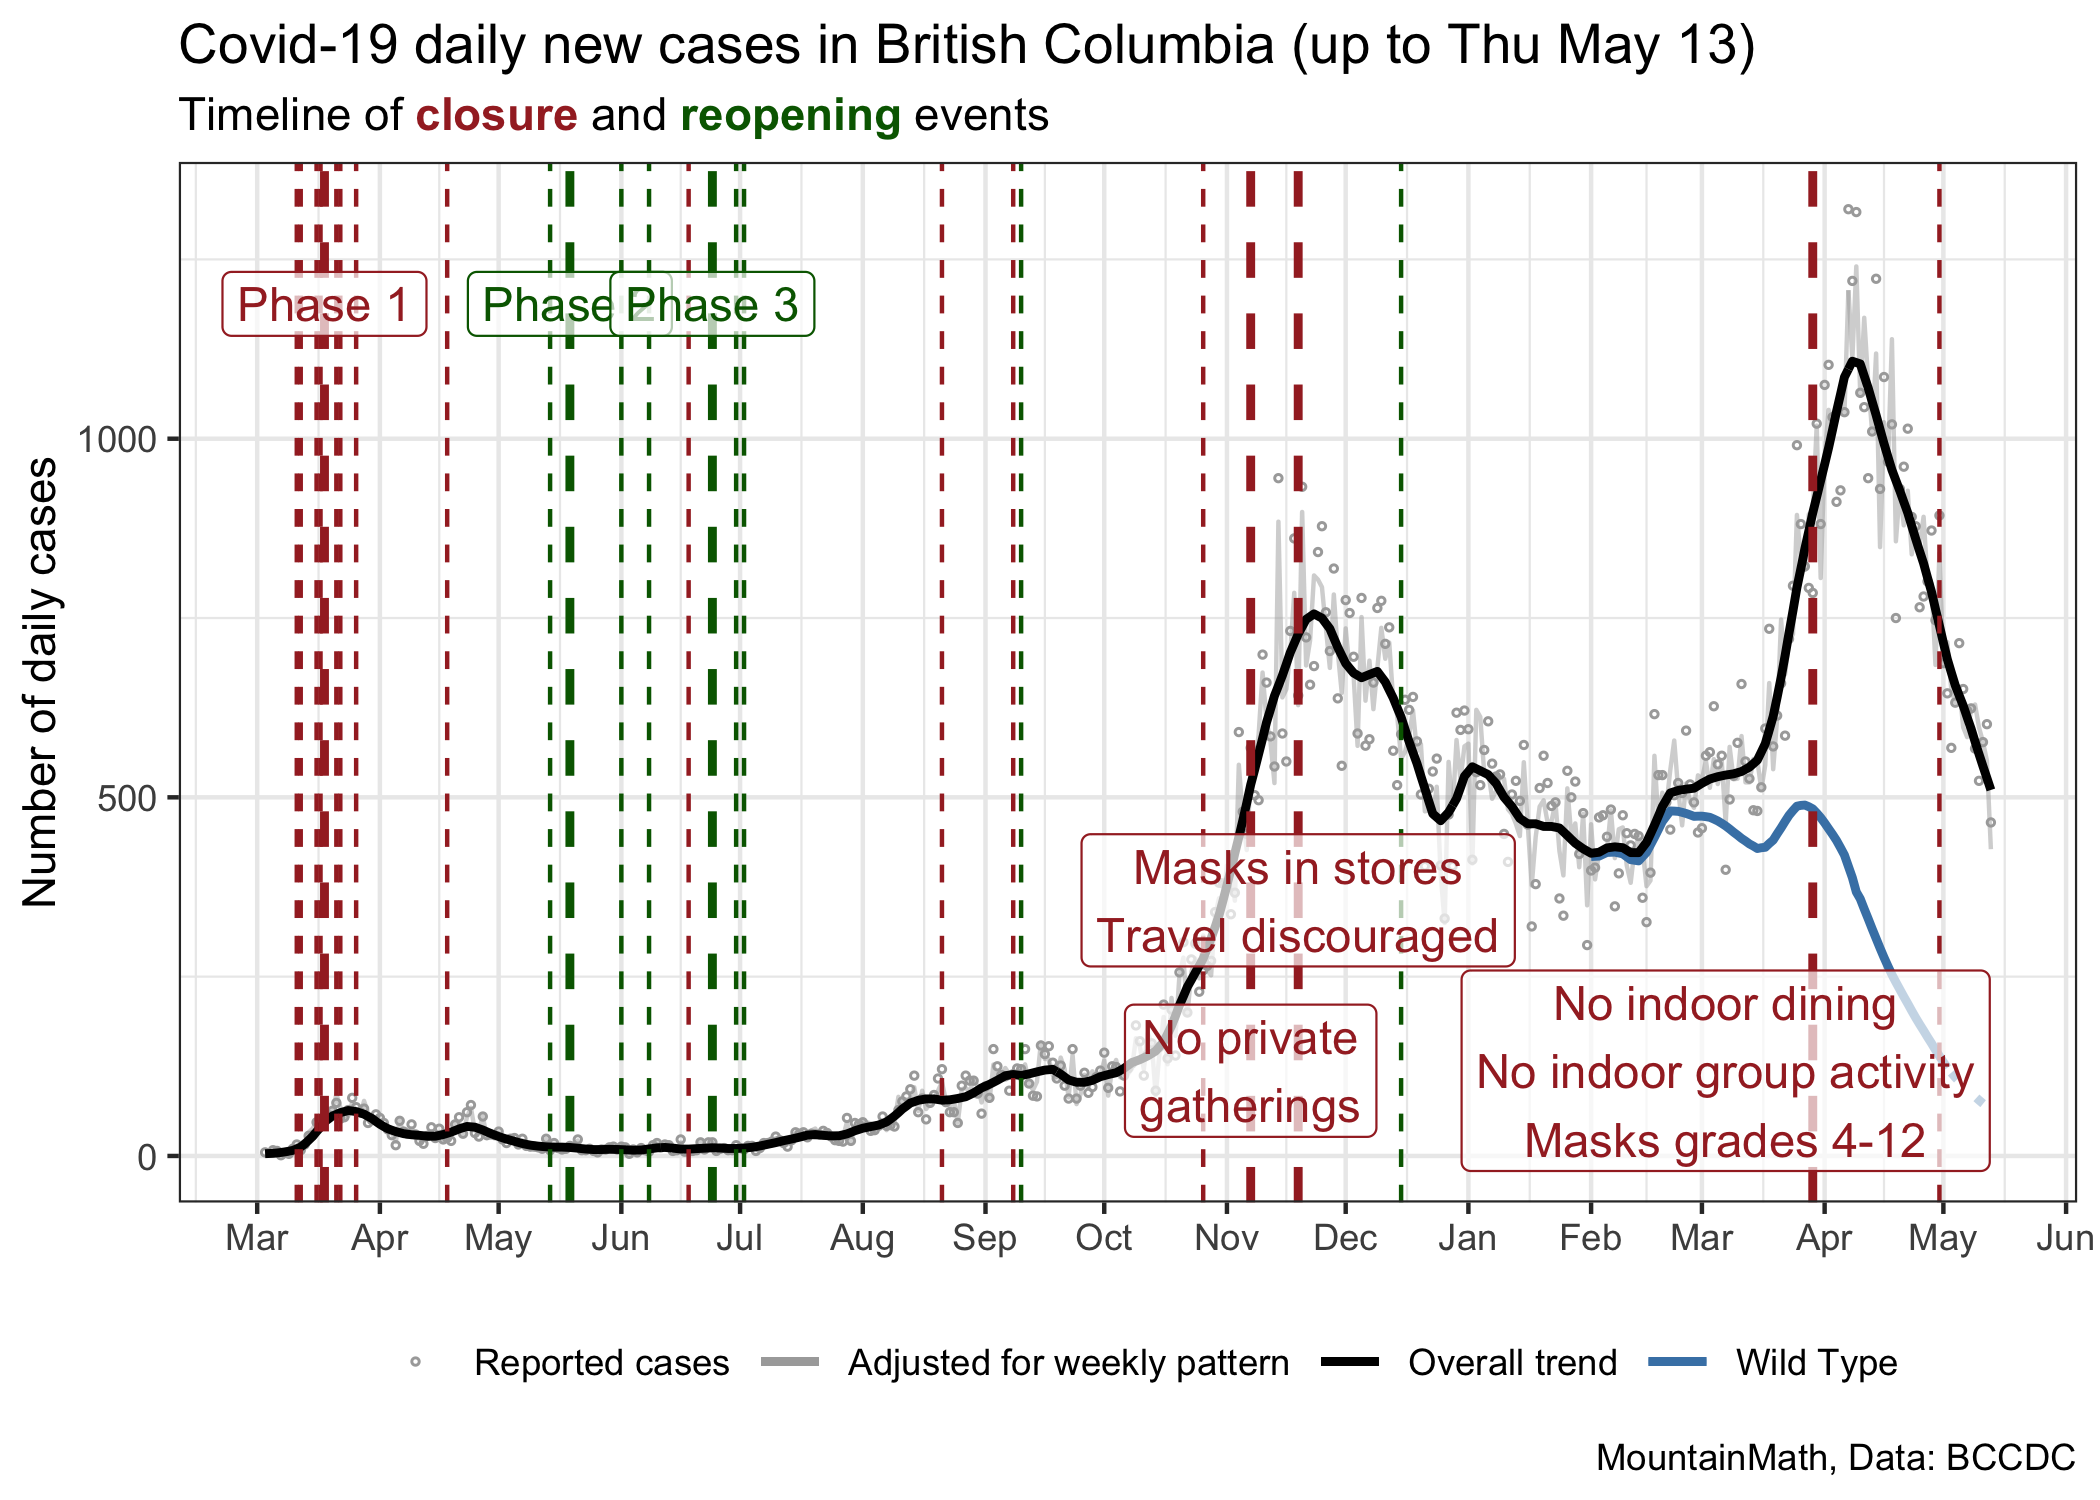 Covid-19 daily new cases in British Columbia (up to Thu May 13)
Timeline of closure and reopening events
Number of daily cases
1000
500
0
Phase 1
Phase 2
Phase 3
Masks in stores
Travel discouraged
No private
gatherings
No indoor dining
No indoor group activity
Masks grades 4-12
Mar Apr May Jun Jul Aug Sep Oct Nov Dec Jan Feb Mar Apr May Jun
Reported cases Adjusted for weekly pattern Overall trend Wild Type
MountainMath, Data: BCCDC